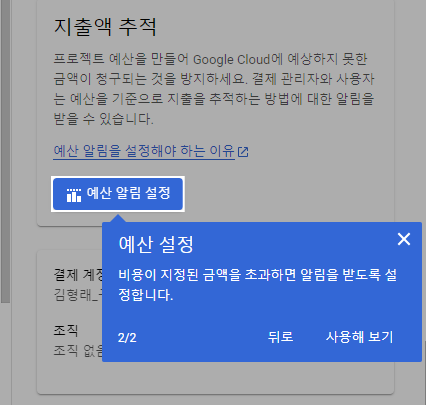 지출액 추적
프로젝트 예산을 만들어 Google Cloud에 예상하지 못한
금액이 청구되는 것을 방지하세요. 결제 관리자와 사용자
는 예산을 기준으로 지출을 추적하는 방법에 대한 알림을
받을 수 있습니다.
예산 알림을 설정해야 하는 이유
예산 알림 설정
예산 설정
비용이 지정된 금액을 초과하면 알림을 받도록 설
정합니다.
2/2 뒤로 사용해 보기
결제 계정
김형래_
조직
조직 없음